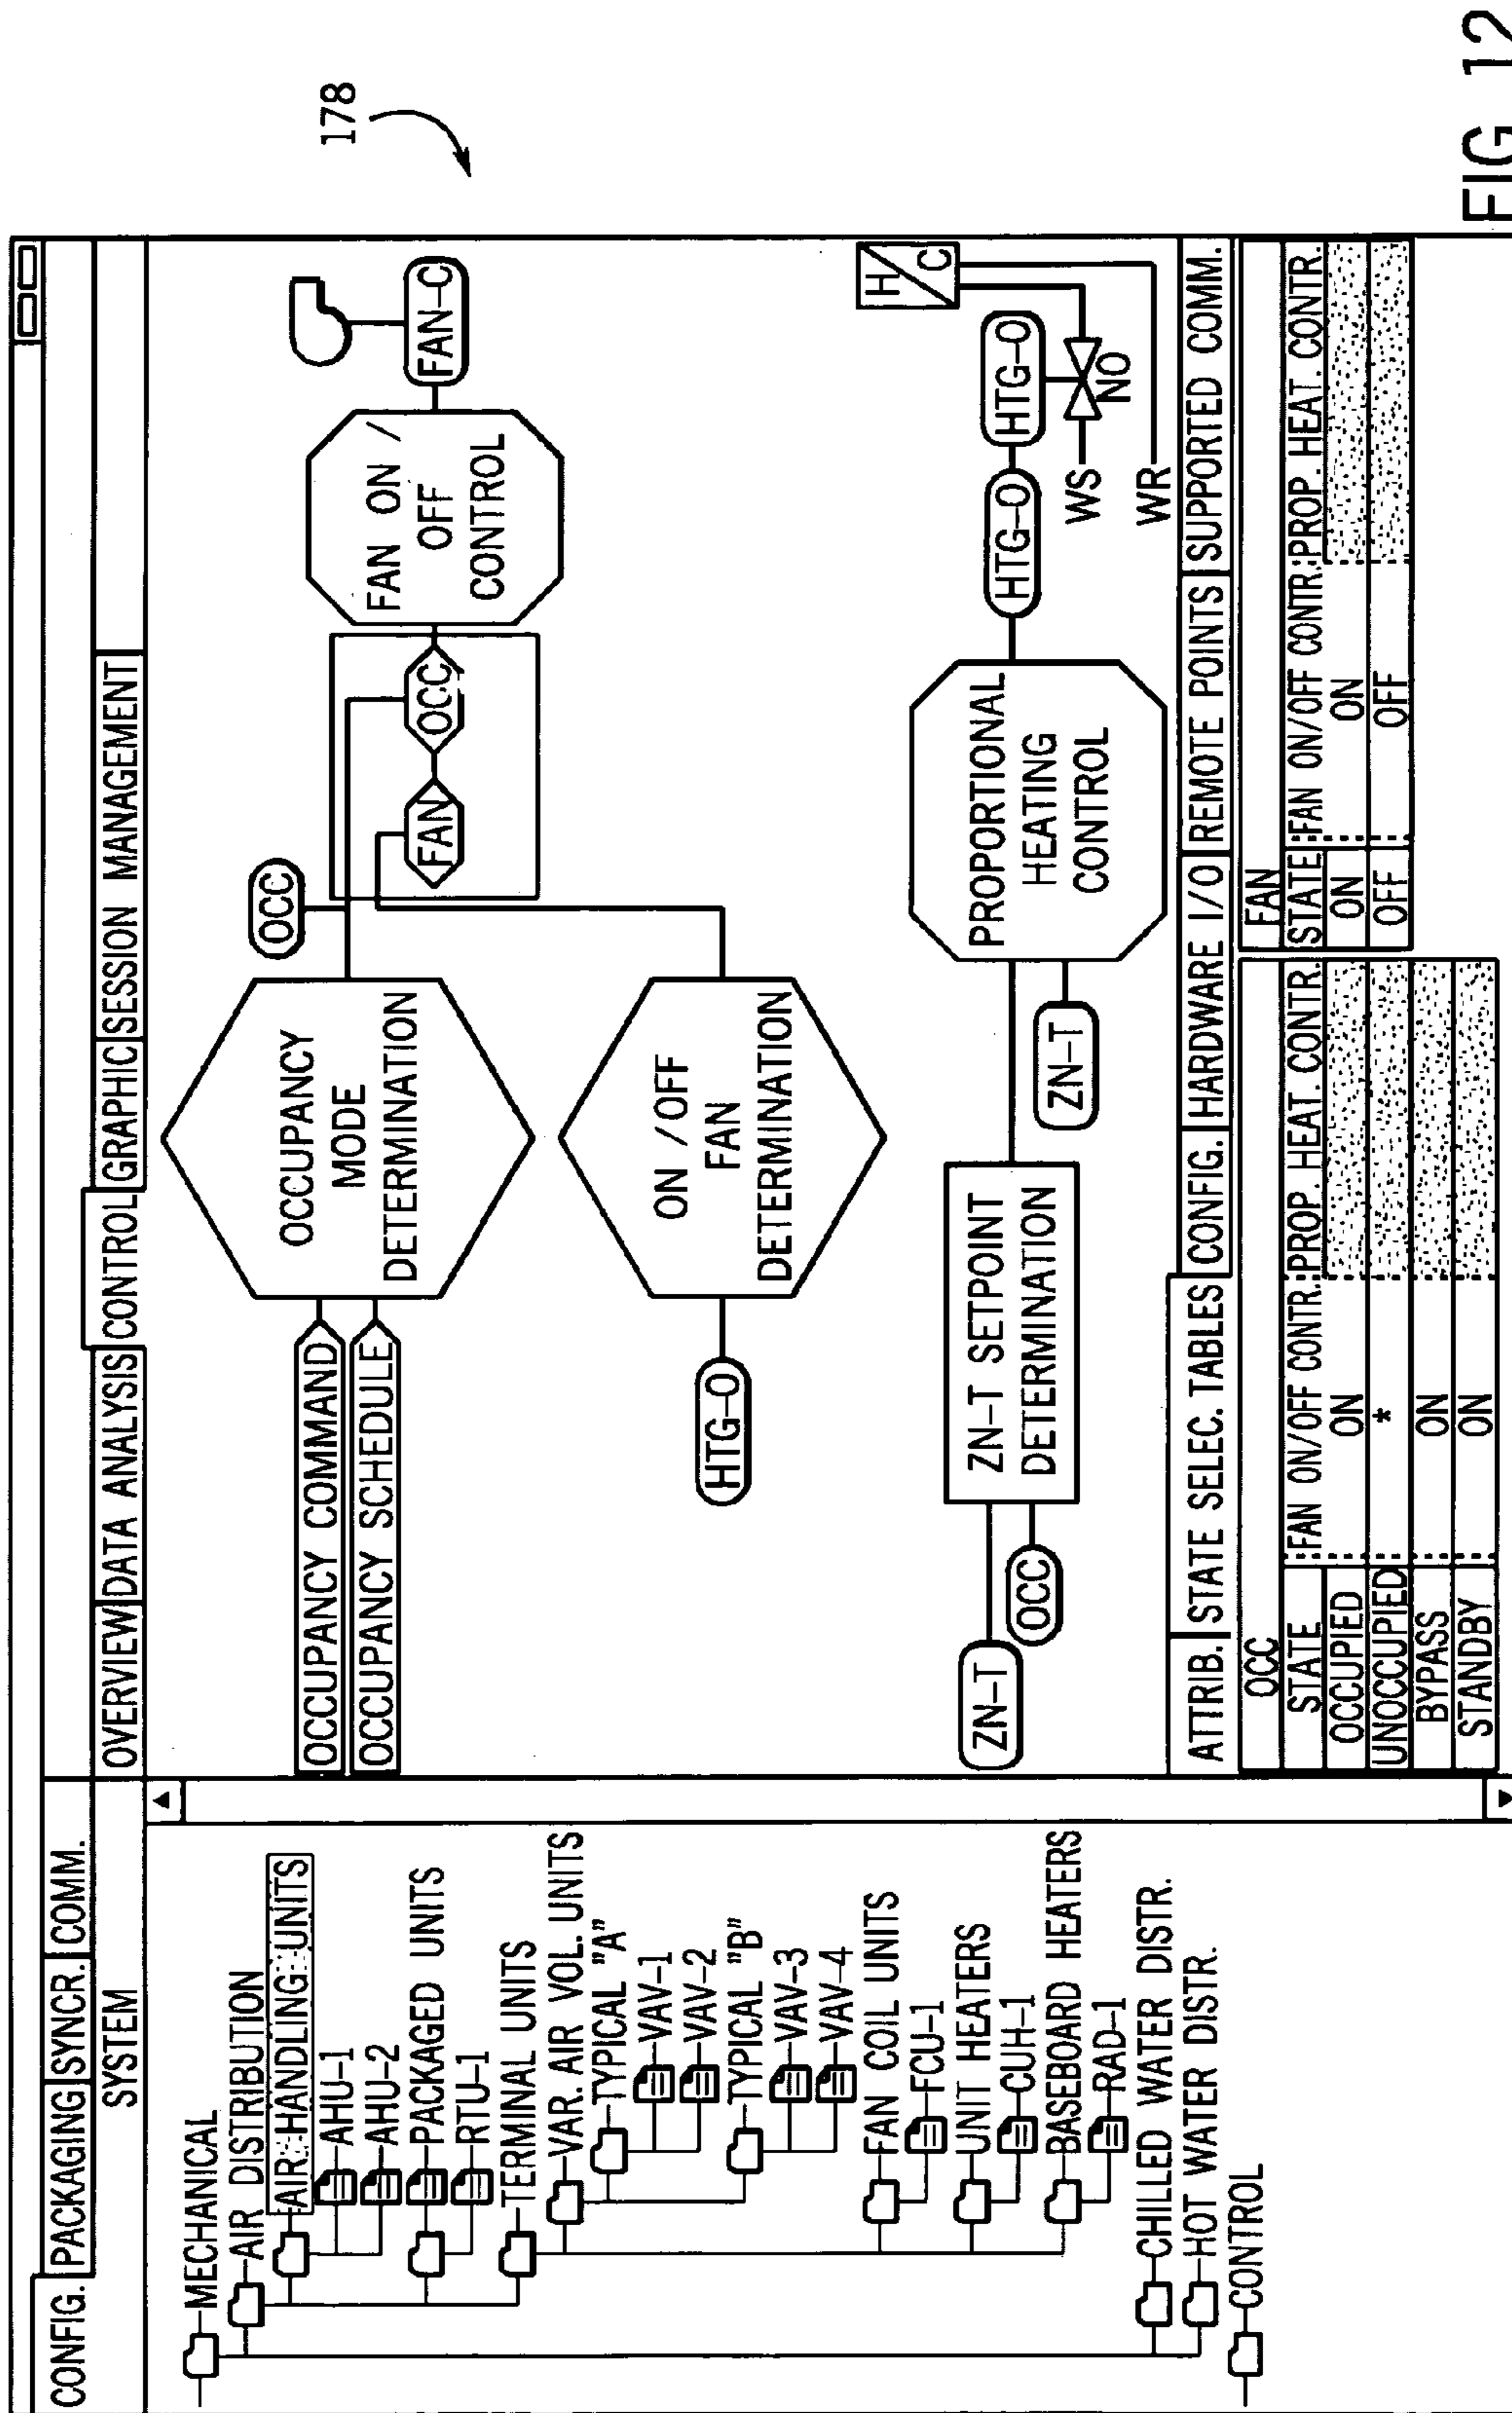 CONFIG. PACKAGING SYNCR. COMM.
SYSTEM
MECHANICAL
AIR DISTRIBUTION
AIR HANDLING UNITS
AHU-1
AHU-2
PACKAGED UNITS
RTU-1
TERMINAL UNITS
VAR. AIR VOL. UNITS
TYPICAL "A"
VAV-1
VAV-2
TYPICAL "B"
VAV-3
VAV-4
FAN COIL UNITS
FCU-1
UNIT HEATERS
CUH-1
BASEBOARD HEATERS
RAD-1
CHILLED WATER DISTR.
HOT WATER DISTR.
CONTROL
OVERVIEW DATA ANALYSIS CONTROL GRAPHIC SESSION MANAGEMENT
OCCUPANCY COMMAND
OCCUPANCY SCHEDULE
OCCUPANCY
MODE
DETERMINATION
OCC
FAN
OCC
FAN ON /
OFF
CONTROL
FAN-C
HTG-O
ON /OFF
FAN
DETERMINATION
ZN-T
OCC
ZN-T SETPOINT
DETERMINATION
ZN-T
PROPORTIONAL
HEATING
CONTROL
HTG-O
HTG-O
H/C
WS
NO
WR
ATTRIB. STATE SELEC. TABLES CONFIG. HARDWARE I/O REMOTE POINTS SUPPORTED COMM.
OCC
STATE FAN ON/OFF CONTR. PROP. HEAT CONTR.
OCCUPIED ON
UNOCCUPIED *
BYPASS ON
STANDBY ON
FAN
STATE FAN ON/OFF CONTR. PROP. HEAT. CONTR.
ON ON
OFF OFF
178
FIG. 12